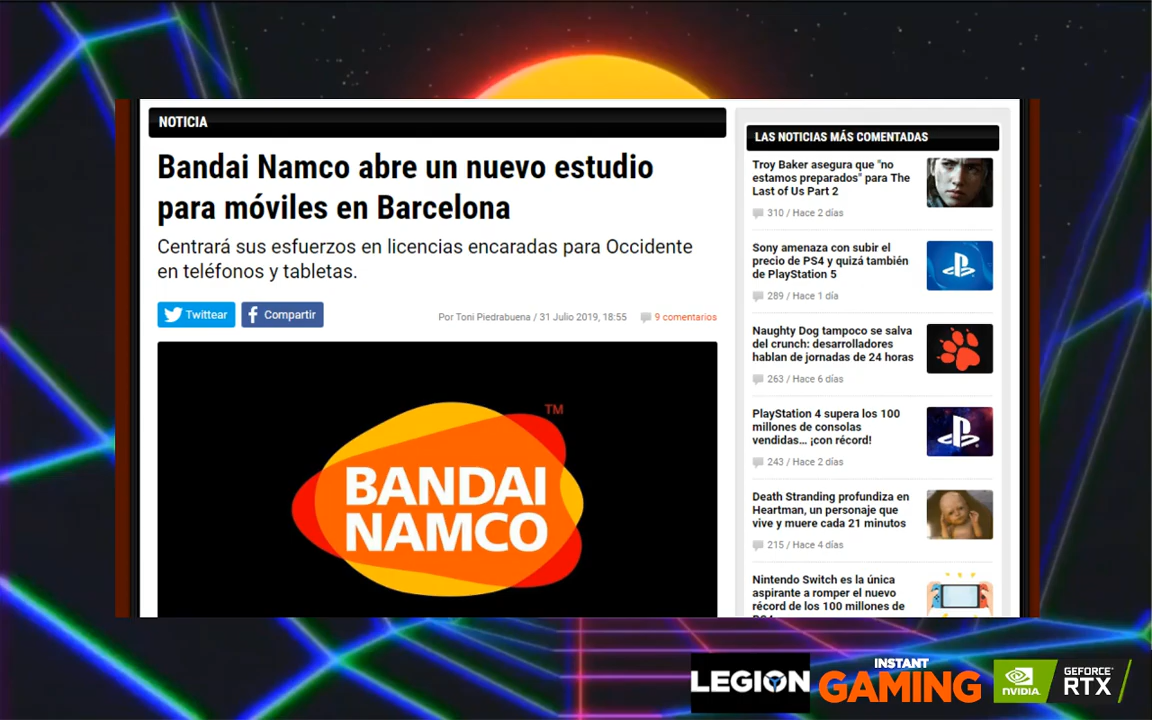 NOTICIA
Bandai Namco abre un nuevo estudio
para móviles en Barcelona
Centrará sus esfuerzos en licencias encaradas para Occidente
en teléfonos y tabletas.
Twittear
Compartir
Por Toni Piedrabuena / 31 Julio 2019, 18:55
9 comentarios
TM
BANDAI
NAMCO
LAS NOTICIAS MÁS COMENTADAS
Troy Baker asegura que "no
estamos preparados" para The
Last of Us Part 2
310 / Hace 2 días
Sony amenaza con subir el
precio de PS4 y quizá también
de PlayStation 5
289 / Hace 1 día
Naughty Dog tampoco se salva
del crunch: desarrolladores
hablan de jornadas de 24 horas
263 / Hace 6 días
PlayStation 4 supera los 100
millones de consolas
vendidas... ¡con récord!
243 / Hace 2 días
Death Stranding profundiza en
Heartman, un personaje que
vive y muere cada 21 minutos
215 / Hace 4 días
Nintendo Switch es la única
aspirante a romper el nuevo
récord de los 100 millones de
LEGION
INSTANT
GAMING
NVIDIA
GEFORCE
RTX